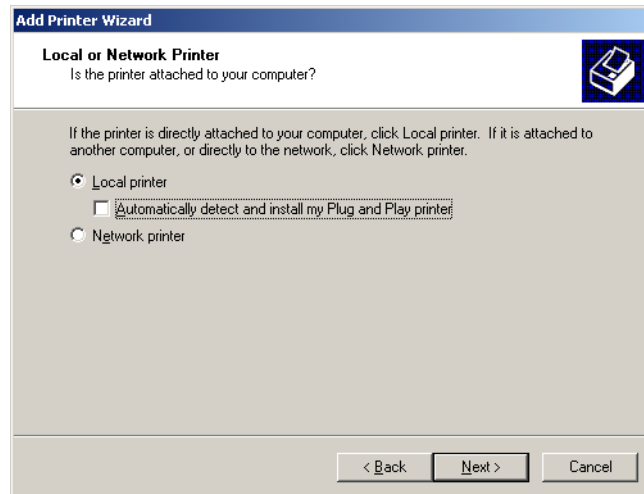 Add Printer Wizard
Local or Network Printer
Is the printer attached to your computer?
If the printer is directly attached to your computer, click Local printer.  If it is attached to
another computer, or directly to the network, click Network printer.
Local printer
Automatically detect and install my Plug and Play printer
Network printer
< Back
Next >
Cancel